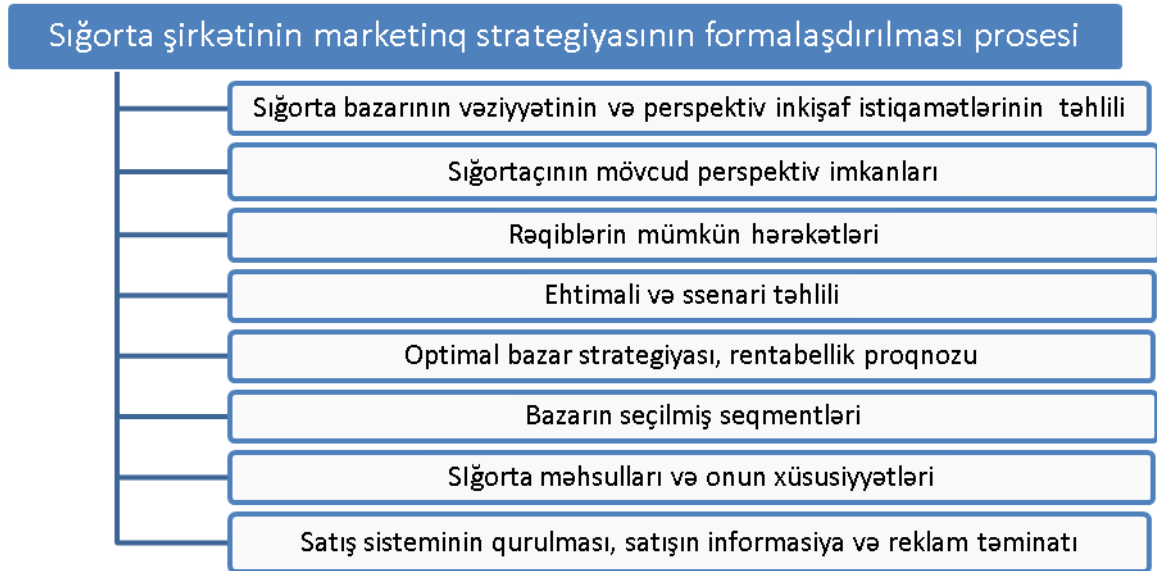 Sığorta şirkətinin marketinq strategiyasının formalaşdırılması prosesi
Sığorta bazarının vəziyyətinin və perspektiv inkişaf istiqamətlərinin təhlili
Sığortaçının mövcud perspektiv imkanları
Rəqiblərin mümkün hərəkətləri
Ehtimali və ssenari təhlili
Optimal bazar strategiyası, rentabellik proqnozu
Bazarın seçilmiş seqmentləri
SIğorta məhsulları və onun xüsusiyyətləri
Satış sisteminin qurulması, satışın informasiya və reklam təminatı